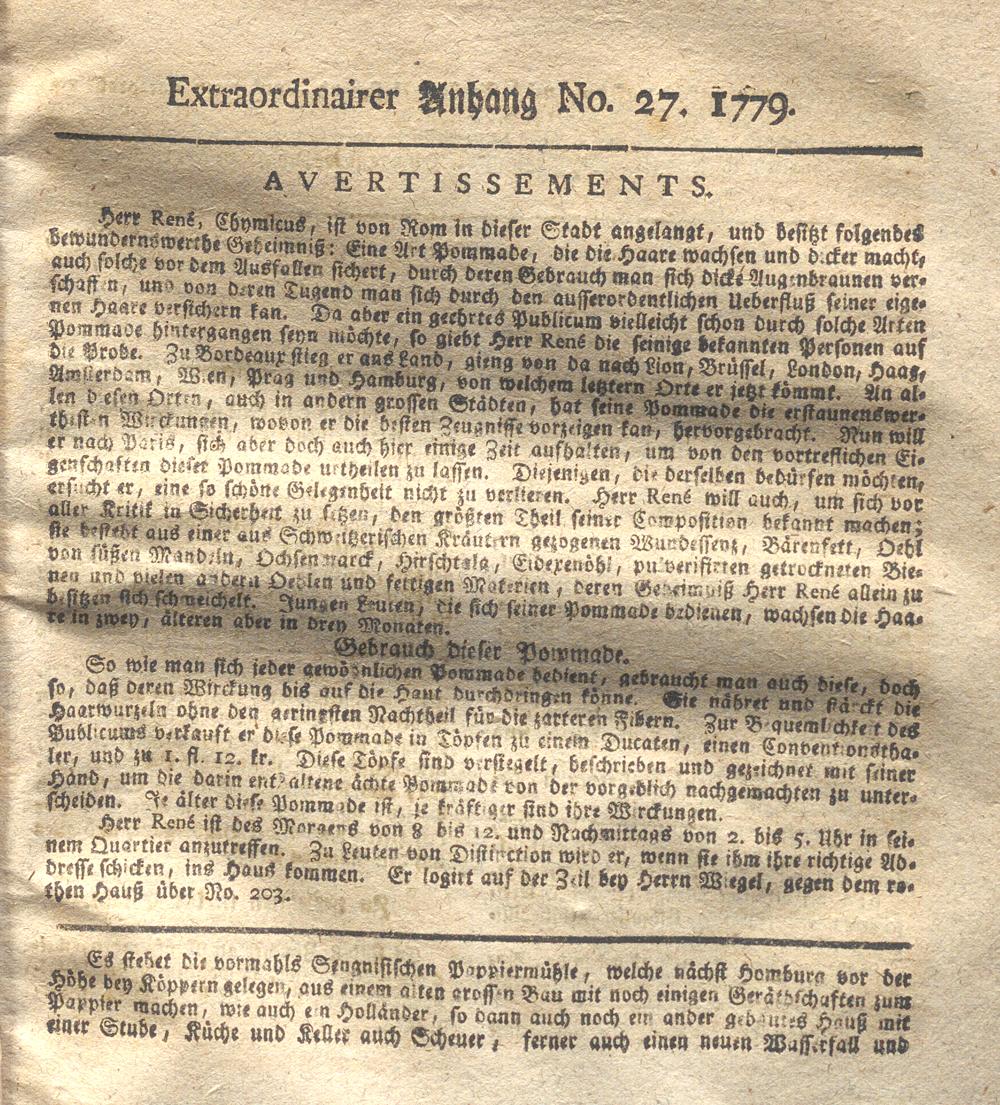 Extraordinairer Anhang No. 27. 1779.
AVERTISSEMENTS.
Herr René, Chymicus, ist von Rom in dieser Stadt angelangt, und besitzt folgendes
bewundernswerthe Geheimniß: Eine Art Pommade, die die Haare wachsen und dicker macht,
auch solche vor dem Ausfallen sichert, durch deren Gebrauch man sich dicke Augenbraunen ver-
schaffen, und von deren Tugend man sich durch den ausserordentlichen Ueberfluß seiner eige-
nen Haare versichern kan. Da aber ein geehrtes Publicum vielleicht schon durch solche Arten
Pommade hintergangen seyn möchte, so giebt Herr René die seinige bekannten Personen auf
die Probe. Zu Bordeaux stieg er ans Land, gieng von da nach Lion, Brüssel, London, Haag,
Amsterdam, Wien, Prag und Hamburg, von welchem letztern Orte er jetzt kömmt. An al-
len diesen Orten, auch in andern grossen Städten, hat seine Pommade die erstaunenswer-
thesten Wirckungen, wovon er die besten Zeugnisse vorzeigen kan, hervorgebracht. Nun will
er nach Paris, sich aber doch auch hier einige Zeit aufhalten, um von den vortreflichen Ei-
genschaften dieser Pommade urtheilen zu lassen. Diejenigen, die derselben bedürfen möchten,
ersucht er, eine so schöne Gelegenheit nicht zu verlieren. Herr René will auch, um sich vor
aller Kritik in Sicherheit zu setzen, den größten Theil seiner Composition bekannt machen;
sie besteht aus einer aus Schweitzerischen Kräutern gezogenen Wundessenz, Bärenfett, Oehl
von süßen Mandeln, Ochsenmarck, Hirschtalg, Eidexenöhl, pulverisirten getrockneten Bie-
nen und vielen andern Oehlen und fettigen Materien, deren Geheimniß Herr René allein zu
besitzen sich schmeichelt. Jungen Leuten, die sich seiner Pommade bedienen, wachsen die Haa-
re in zwey, älteren aber in drey Monaten.
Gebrauch dieser Pommade.
So wie man sich jeder gewöhnlichen Pommade bedient, gebraucht man auch diese, doch
so, daß deren Wirckung bis auf die Haut durchdringen könne. Sie nähret und stärckt die
Haarwurzeln ohne den geringsten Nachtheil für die zarteren Fibern. Zur Bequemlichkeit des
Publicums verkauft er diese Pommade in Töpfen zu einem Ducaten, einen Conventionstha-
ler, und zu 1. fl. 12. kr. Diese Töpfe sind versiegelt, beschrieben und gezeichnet mit seiner
Hand, um die darin enthaltene ächte Pommade von der vorgeblich nachgemachten zu unter-
scheiden. Je älter diese Pommade ist, je kräftiger sind ihre Wirckungen.
Herr René ist des Morgens von 8 bis 12. und Nachmittags von 2. bis 5. Uhr in sei-
nem Quartier anzutreffen. Zu Leuten von Distinction wird er, wenn sie ihm ihre richtige Ad-
dresse schicken, ins Haus kommen. Er logirt auf der Zeil bey Herrn Wiegel, gegen dem ro-
then Hauß über No. 203.
Es stehet die vormahls Sengnisischen Pappiermühle, welche nächst Homburg vor der
Höhe bey Köppern gelegen, aus einem alten grossen Bau mit noch einigen Geräthschaften zum
Pappier machen, wie auch ein Holländer, so dann auch noch ein ander gebautes Hauß mit
einer Stube, Küche und Keller auch Scheuer, ferner auch einen neuen Wasserfall und